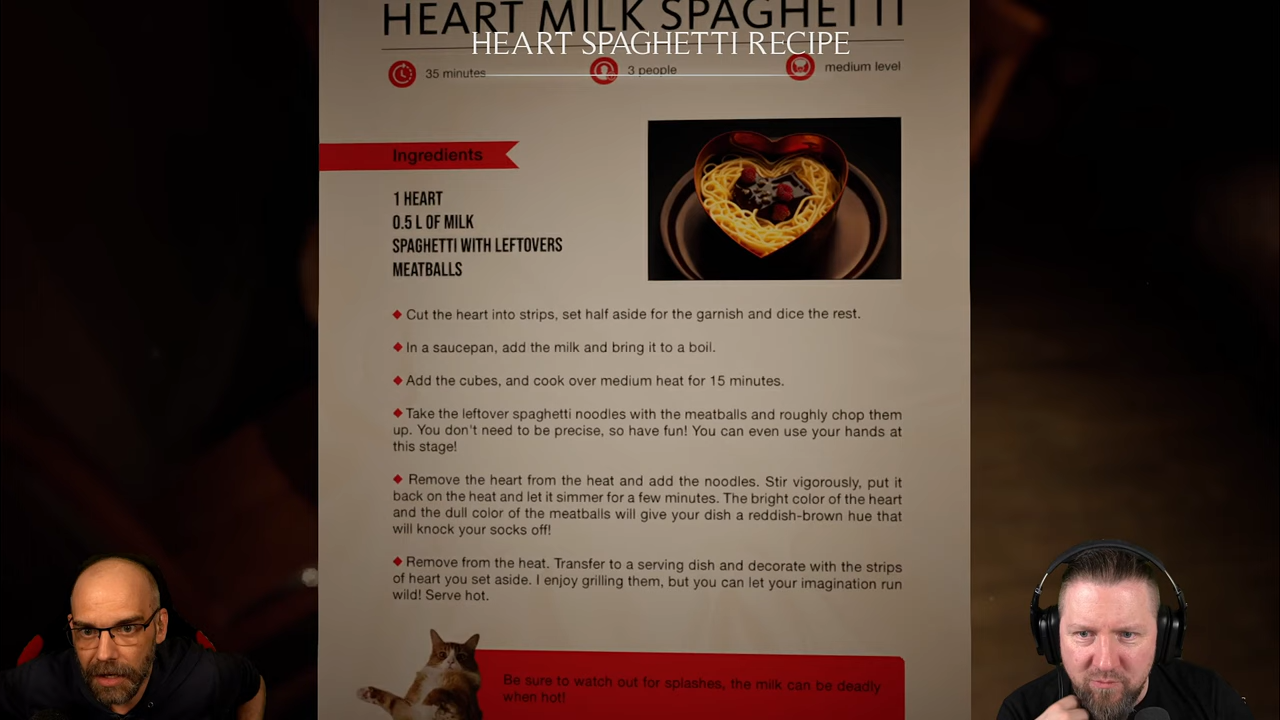 HEART MILK SPAGHETTI
HEART SPAGHETTI RECIPE
35 minutes
3 people
medium level
Ingredients
1 HEART
0.5 L OF MILK
SPAGHETTI WITH LEFTOVERS
MEATBALLS
Cut the heart into strips, set half aside for the garnish and dice the rest.
In a saucepan, add the milk and bring it to a boil.
Add the cubes, and cook over medium heat for 15 minutes.
Take the leftover spaghetti noodles with the meatballs and roughly chop them
up. You don't need to be precise, so have fun! You can even use your hands at
this stage!
Remove the heart from the heat and add the noodles. Stir vigorously, put it
back on the heat and let it simmer for a few minutes. The bright color of the heart
and the dull color of the meatballs will give your dish a reddish-brown hue that
will knock your socks off!
Remove from the heat. Transfer to a serving dish and decorate with the strips
of heart you set aside. I enjoy grilling them, but you can let your imagination run
wild! Serve hot.
Be sure to watch out for splashes, the milk can be deadly
when hot!